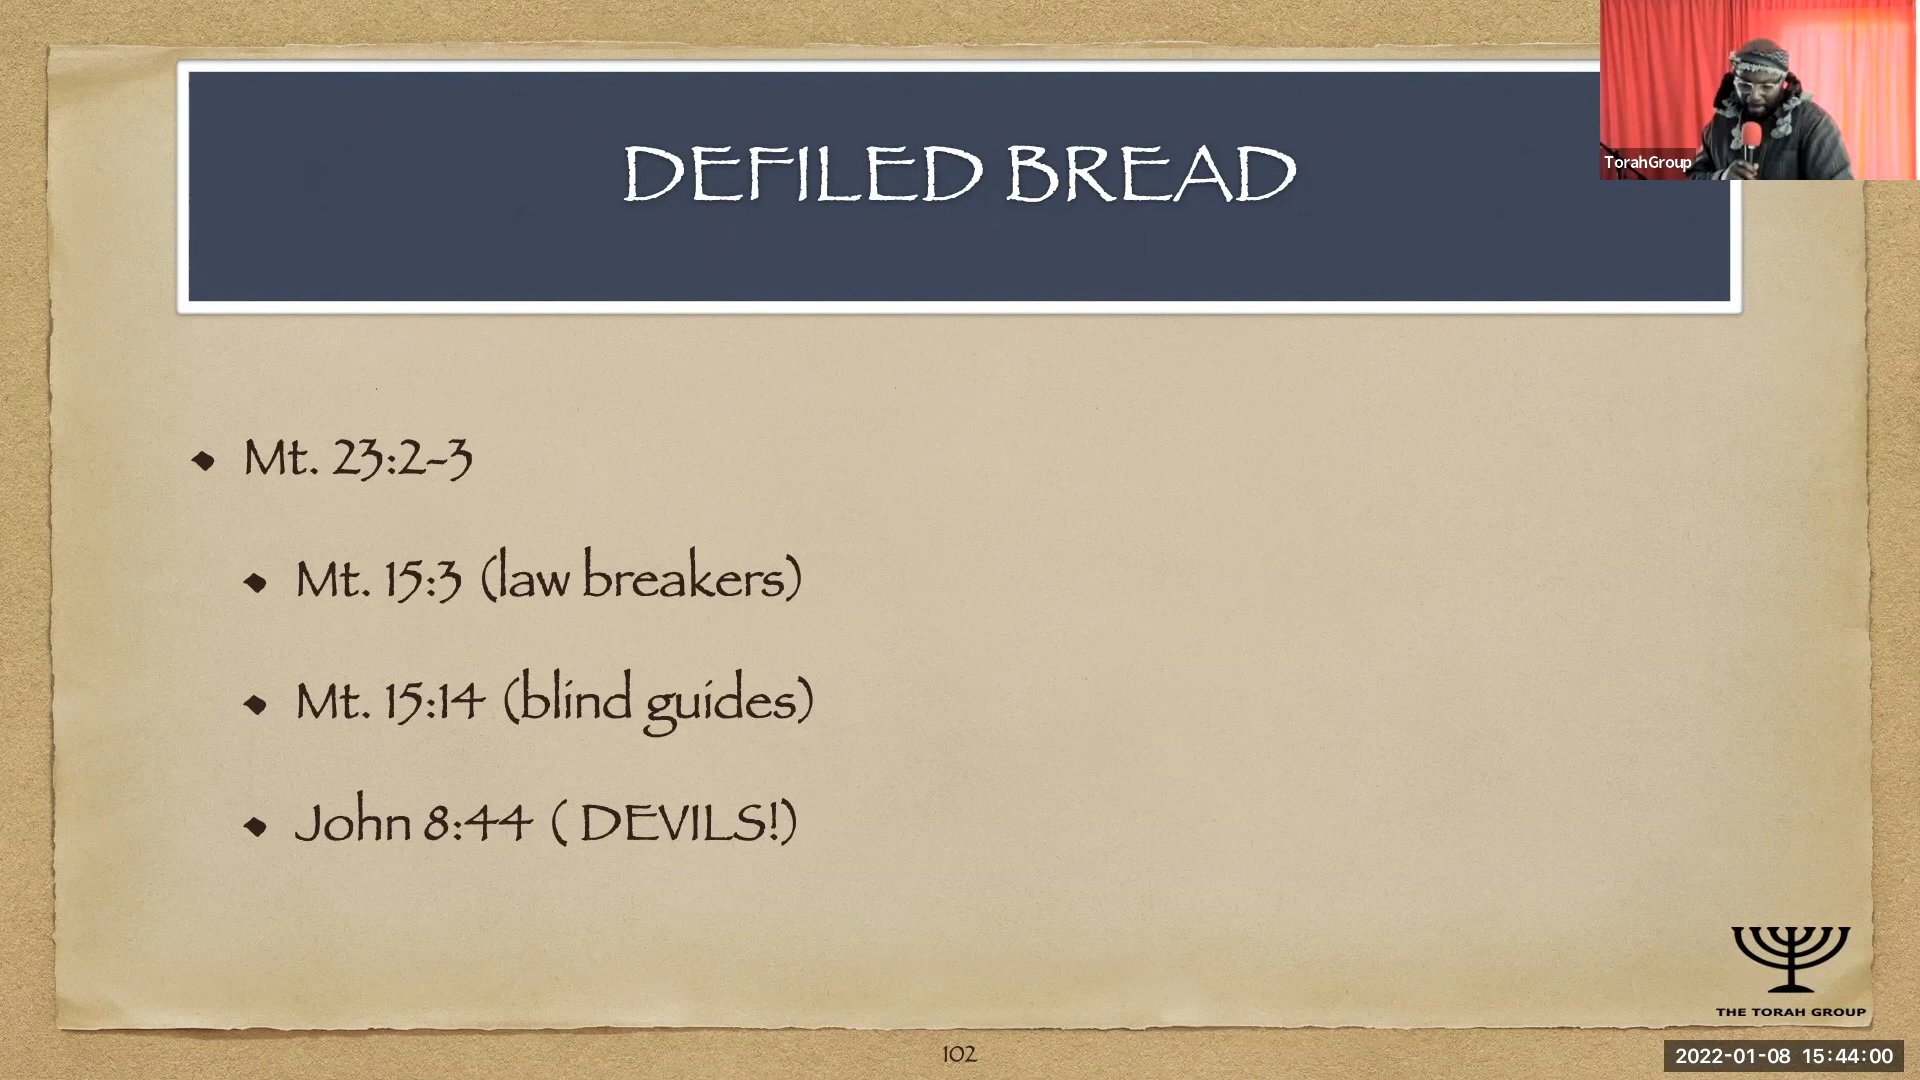 DEFILED BREAD
TorahGroup
Mt. 23:2-3
Mt. 15:3 (law breakers)
Mt. 15:14 (blind guides)
John 8:44 ( DEVILS!)
THE TORAH GROUP
102
2022-01-08 15:44:00